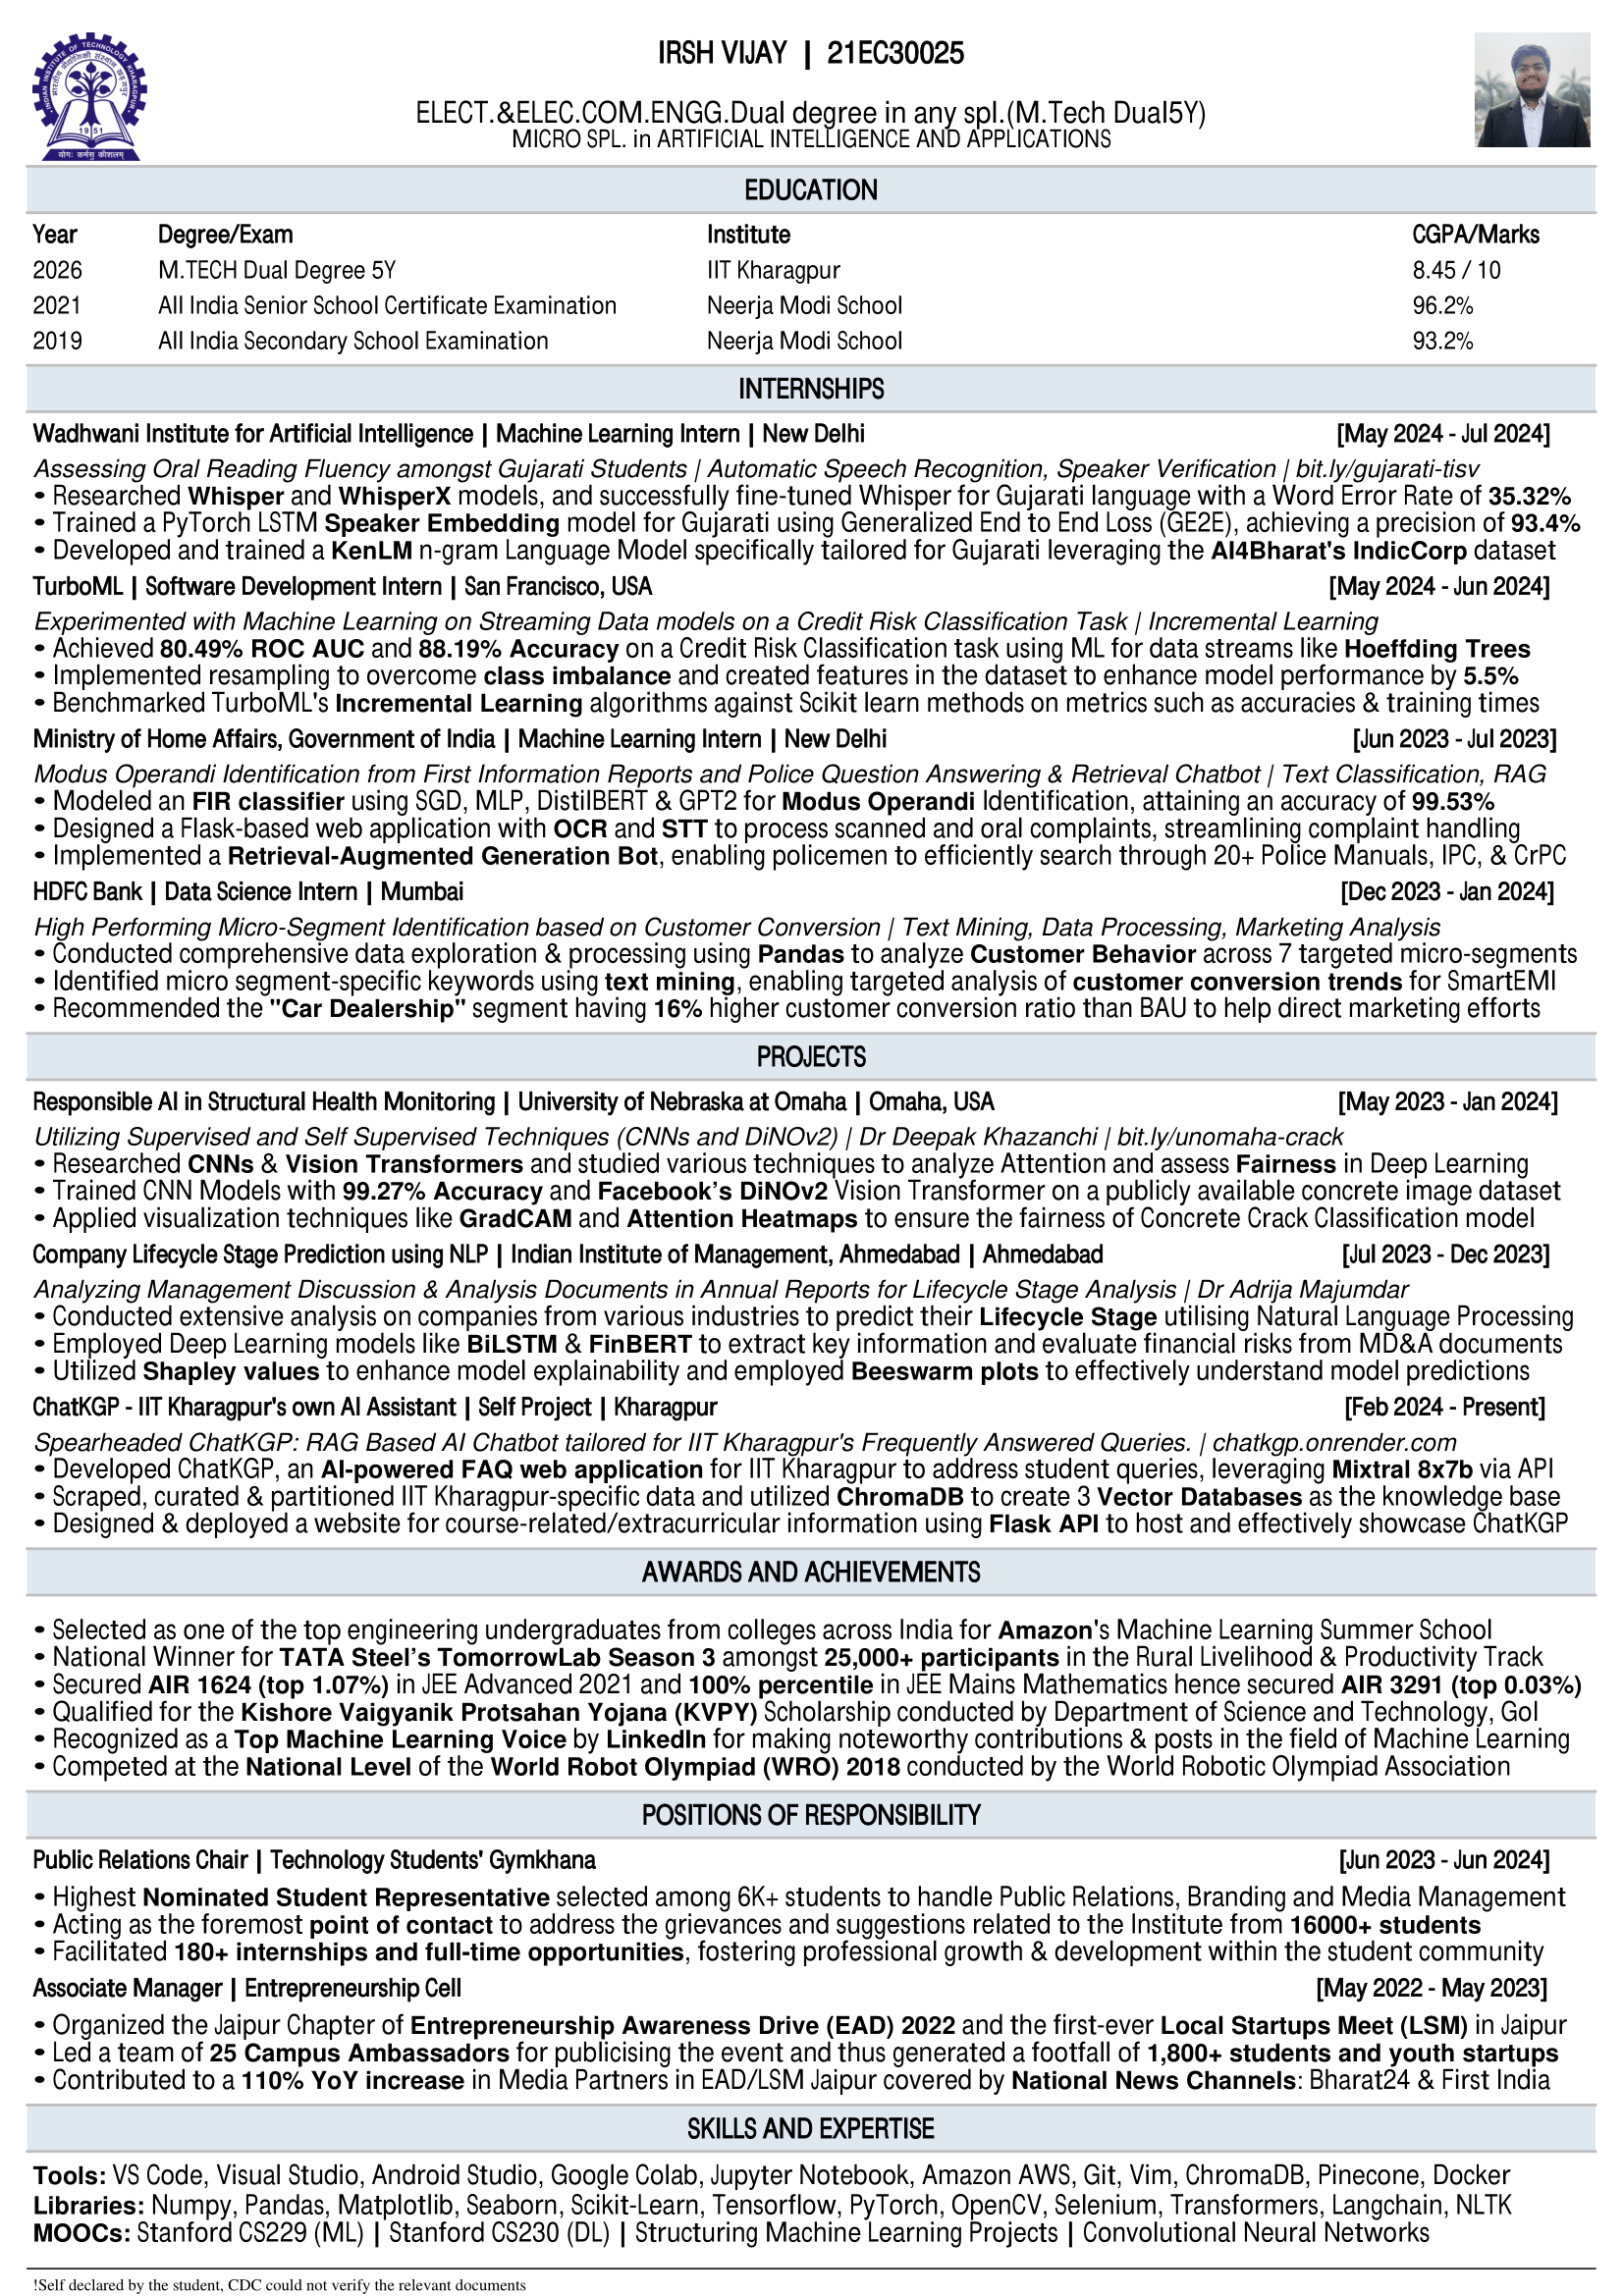 INDIAN INSTITUTE OF TECHNOLOGY KHARAGPUR
भारतीय प्रौद्योगिकी संस्थान खड़गपुर
1951
योगः कर्मसु कौशलम्
IRSH VIJAY | 21EC30025
ELECT.&ELEC.COM.ENGG.Dual degree in any spl.(M.Tech Dual5Y)
MICRO SPL. in ARTIFICIAL INTELLIGENCE AND APPLICATIONS
EDUCATION
Year Degree/Exam Institute CGPA/Marks
2026 M.TECH Dual Degree 5Y IIT Kharagpur 8.45 / 10
2021 All India Senior School Certificate Examination Neerja Modi School 96.2%
2019 All India Secondary School Examination Neerja Modi School 93.2%
INTERNSHIPS
Wadhwani Institute for Artificial Intelligence | Machine Learning Intern | New Delhi [May 2024 - Jul 2024]
Assessing Oral Reading Fluency amongst Gujarati Students | Automatic Speech Recognition, Speaker Verification | bit.ly/gujarati-tisv
• Researched Whisper and WhisperX models, and successfully fine-tuned Whisper for Gujarati language with a Word Error Rate of 35.32%
• Trained a PyTorch LSTM Speaker Embedding model for Gujarati using Generalized End to End Loss (GE2E), achieving a precision of 93.4%
• Developed and trained a KenLM n-gram Language Model specifically tailored for Gujarati leveraging the AI4Bharat's IndicCorp dataset
TurboML | Software Development Intern | San Francisco, USA [May 2024 - Jun 2024]
Experimented with Machine Learning on Streaming Data models on a Credit Risk Classification Task | Incremental Learning
• Achieved 80.49% ROC AUC and 88.19% Accuracy on a Credit Risk Classification task using ML for data streams like Hoeffding Trees
• Implemented resampling to overcome class imbalance and created features in the dataset to enhance model performance by 5.5%
• Benchmarked TurboML's Incremental Learning algorithms against Scikit learn methods on metrics such as accuracies & training times
Ministry of Home Affairs, Government of India | Machine Learning Intern | New Delhi [Jun 2023 - Jul 2023]
Modus Operandi Identification from First Information Reports and Police Question Answering & Retrieval Chatbot | Text Classification, RAG
• Modeled an FIR classifier using SGD, MLP, DistilBERT & GPT2 for Modus Operandi Identification, attaining an accuracy of 99.53%
• Designed a Flask-based web application with OCR and STT to process scanned and oral complaints, streamlining complaint handling
• Implemented a Retrieval-Augmented Generation Bot, enabling policemen to efficiently search through 20+ Police Manuals, IPC, & CrPC
HDFC Bank | Data Science Intern | Mumbai [Dec 2023 - Jan 2024]
High Performing Micro-Segment Identification based on Customer Conversion | Text Mining, Data Processing, Marketing Analysis
• Conducted comprehensive data exploration & processing using Pandas to analyze Customer Behavior across 7 targeted micro-segments
• Identified micro segment-specific keywords using text mining, enabling targeted analysis of customer conversion trends for SmartEMI
• Recommended the "Car Dealership" segment having 16% higher customer conversion ratio than BAU to help direct marketing efforts
PROJECTS
Responsible AI in Structural Health Monitoring | University of Nebraska at Omaha | Omaha, USA [May 2023 - Jan 2024]
Utilizing Supervised and Self Supervised Techniques (CNNs and DiNOv2) | Dr Deepak Khazanchi | bit.ly/unomaha-crack
• Researched CNNs & Vision Transformers and studied various techniques to analyze Attention and assess Fairness in Deep Learning
• Trained CNN Models with 99.27% Accuracy and Facebook’s DiNOv2 Vision Transformer on a publicly available concrete image dataset
• Applied visualization techniques like GradCAM and Attention Heatmaps to ensure the fairness of Concrete Crack Classification model
Company Lifecycle Stage Prediction using NLP | Indian Institute of Management, Ahmedabad | Ahmedabad [Jul 2023 - Dec 2023]
Analyzing Management Discussion & Analysis Documents in Annual Reports for Lifecycle Stage Analysis | Dr Adrija Majumdar
• Conducted extensive analysis on companies from various industries to predict their Lifecycle Stage utilising Natural Language Processing
• Employed Deep Learning models like BiLSTM & FinBERT to extract key information and evaluate financial risks from MD&A documents
• Utilized Shapley values to enhance model explainability and employed Beeswarm plots to effectively understand model predictions
ChatKGP - IIT Kharagpur's own AI Assistant | Self Project | Kharagpur [Feb 2024 - Present]
Spearheaded ChatKGP: RAG Based AI Chatbot tailored for IIT Kharagpur's Frequently Answered Queries. | chatkgp.onrender.com
• Developed ChatKGP, an AI-powered FAQ web application for IIT Kharagpur to address student queries, leveraging Mixtral 8x7b via API
• Scraped, curated & partitioned IIT Kharagpur-specific data and utilized ChromaDB to create 3 Vector Databases as the knowledge base
• Designed & deployed a website for course-related/extracurricular information using Flask API to host and effectively showcase ChatKGP
AWARDS AND ACHIEVEMENTS
• Selected as one of the top engineering undergraduates from colleges across India for Amazon's Machine Learning Summer School
• National Winner for TATA Steel’s TomorrowLab Season 3 amongst 25,000+ participants in the Rural Livelihood & Productivity Track
• Secured AIR 1624 (top 1.07%) in JEE Advanced 2021 and 100% percentile in JEE Mains Mathematics hence secured AIR 3291 (top 0.03%)
• Qualified for the Kishore Vaigyanik Protsahan Yojana (KVPY) Scholarship conducted by Department of Science and Technology, GoI
• Recognized as a Top Machine Learning Voice by LinkedIn for making noteworthy contributions & posts in the field of Machine Learning
• Competed at the National Level of the World Robot Olympiad (WRO) 2018 conducted by the World Robotic Olympiad Association
POSITIONS OF RESPONSIBILITY
Public Relations Chair | Technology Students' Gymkhana [Jun 2023 - Jun 2024]
• Highest Nominated Student Representative selected among 6K+ students to handle Public Relations, Branding and Media Management
• Acting as the foremost point of contact to address the grievances and suggestions related to the Institute from 16000+ students
• Facilitated 180+ internships and full-time opportunities, fostering professional growth & development within the student community
Associate Manager | Entrepreneurship Cell [May 2022 - May 2023]
• Organized the Jaipur Chapter of Entrepreneurship Awareness Drive (EAD) 2022 and the first-ever Local Startups Meet (LSM) in Jaipur
• Led a team of 25 Campus Ambassadors for publicising the event and thus generated a footfall of 1,800+ students and youth startups
• Contributed to a 110% YoY increase in Media Partners in EAD/LSM Jaipur covered by National News Channels: Bharat24 & First India
SKILLS AND EXPERTISE
Tools: VS Code, Visual Studio, Android Studio, Google Colab, Jupyter Notebook, Amazon AWS, Git, Vim, ChromaDB, Pinecone, Docker
Libraries: Numpy, Pandas, Matplotlib, Seaborn, Scikit-Learn, Tensorflow, PyTorch, OpenCV, Selenium, Transformers, Langchain, NLTK
MOOCs: Stanford CS229 (ML) | Stanford CS230 (DL) | Structuring Machine Learning Projects | Convolutional Neural Networks
!Self declared by the student, CDC could not verify the relevant documents